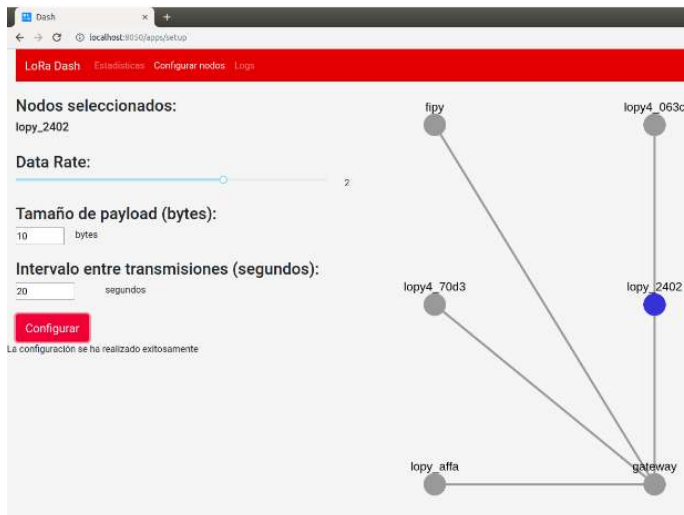 Dash × +
localhost:8050/apps/setup
LoRa Dash Estadísticas Configurar nodos Logs
Nodos seleccionados:
lopy_2402
Data Rate:
2
Tamaño de payload (bytes):
10 bytes
Intervalo entre transmisiones (segundos):
20 segundos
Configurar
La configuración se ha realizado exitosamente
fipy
lopy4_063c
lopy4_70d3
lopy_2402
lopy_affa
gateway